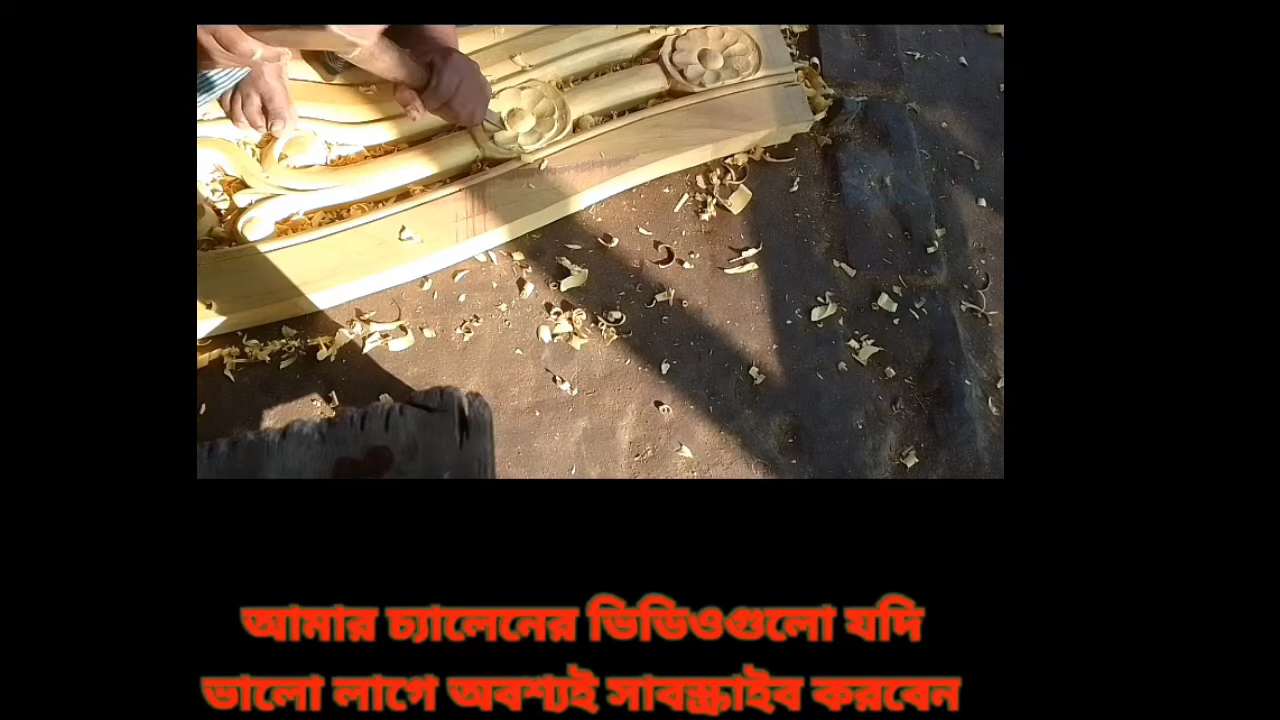 আমার চ্যালেনের ভিডিওগুলো যদি
ভালো লাগে অবশ্যই সাবস্ক্রাইব করবেন